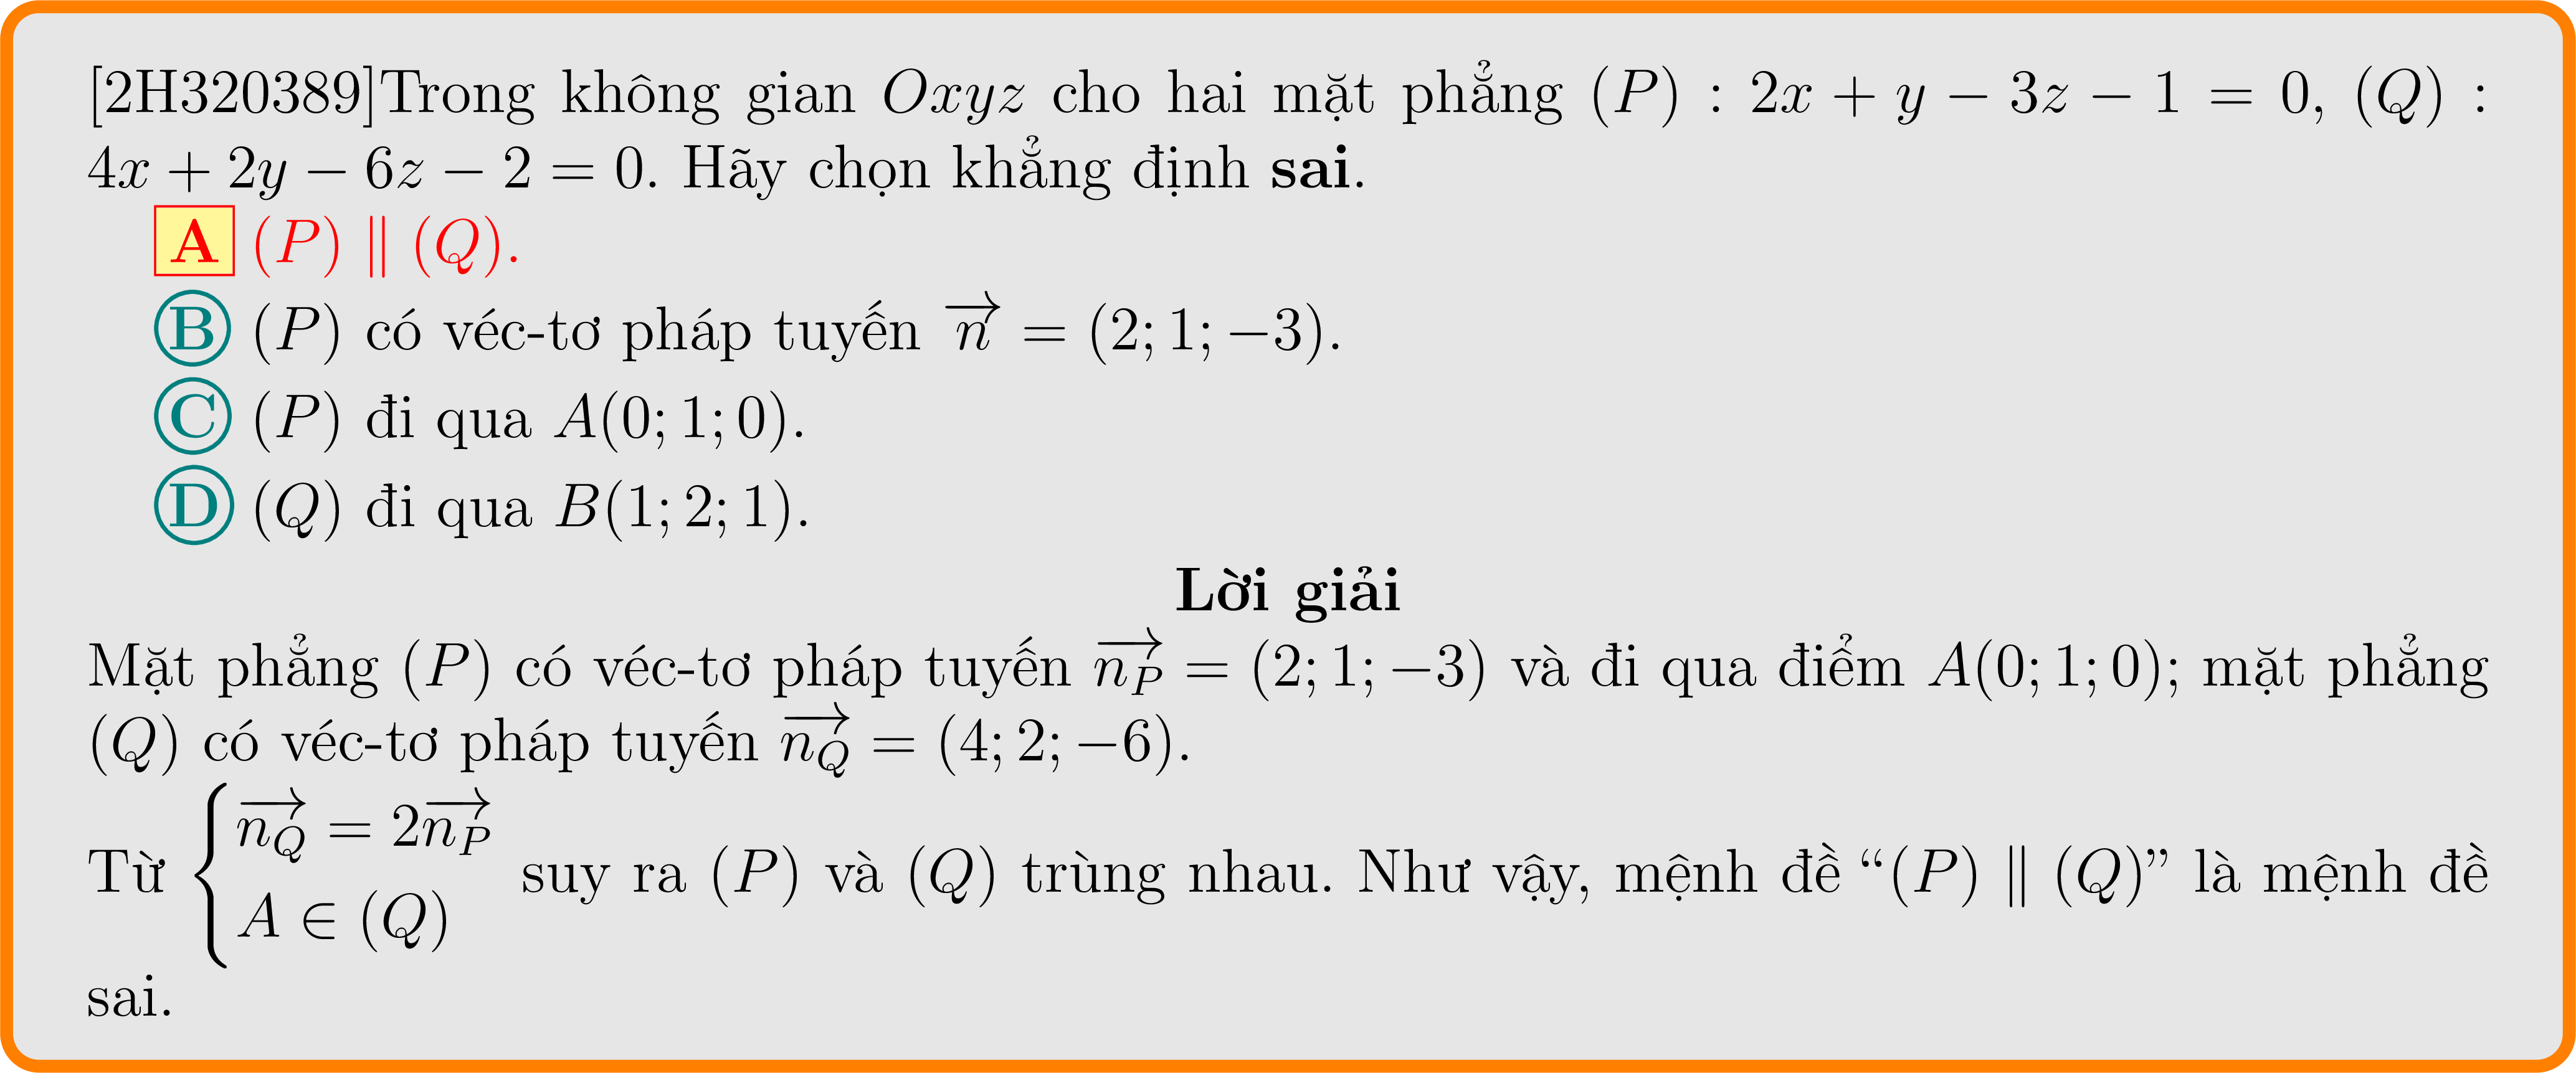 [2H320389]Trong không gian Oxyz cho hai mặt phẳng (P) : 2x + y − 3z − 1 = 0, (Q) :
4x + 2y − 6z − 2 = 0. Hãy chọn khẳng định sai.
A (P) ∥ (Q).
B (P) có véc-tơ pháp tuyến \overrightarrow{n} = (2; 1; −3).
C (P) đi qua A(0; 1; 0).
D (Q) đi qua B(1; 2; 1).
Lời giải
Mặt phẳng (P) có véc-tơ pháp tuyến \overrightarrow{n_P} = (2; 1; −3) và đi qua điểm A(0; 1; 0); mặt phẳng
(Q) có véc-tơ pháp tuyến \overrightarrow{n_Q} = (4; 2; −6).
Từ \begin{cases} \overrightarrow{n_Q} = 2\overrightarrow{n_P} \\ A ∈ (Q) \end{cases} suy ra (P) và (Q) trùng nhau. Như vậy, mệnh đề “(P) ∥ (Q)” là mệnh đề
sai.